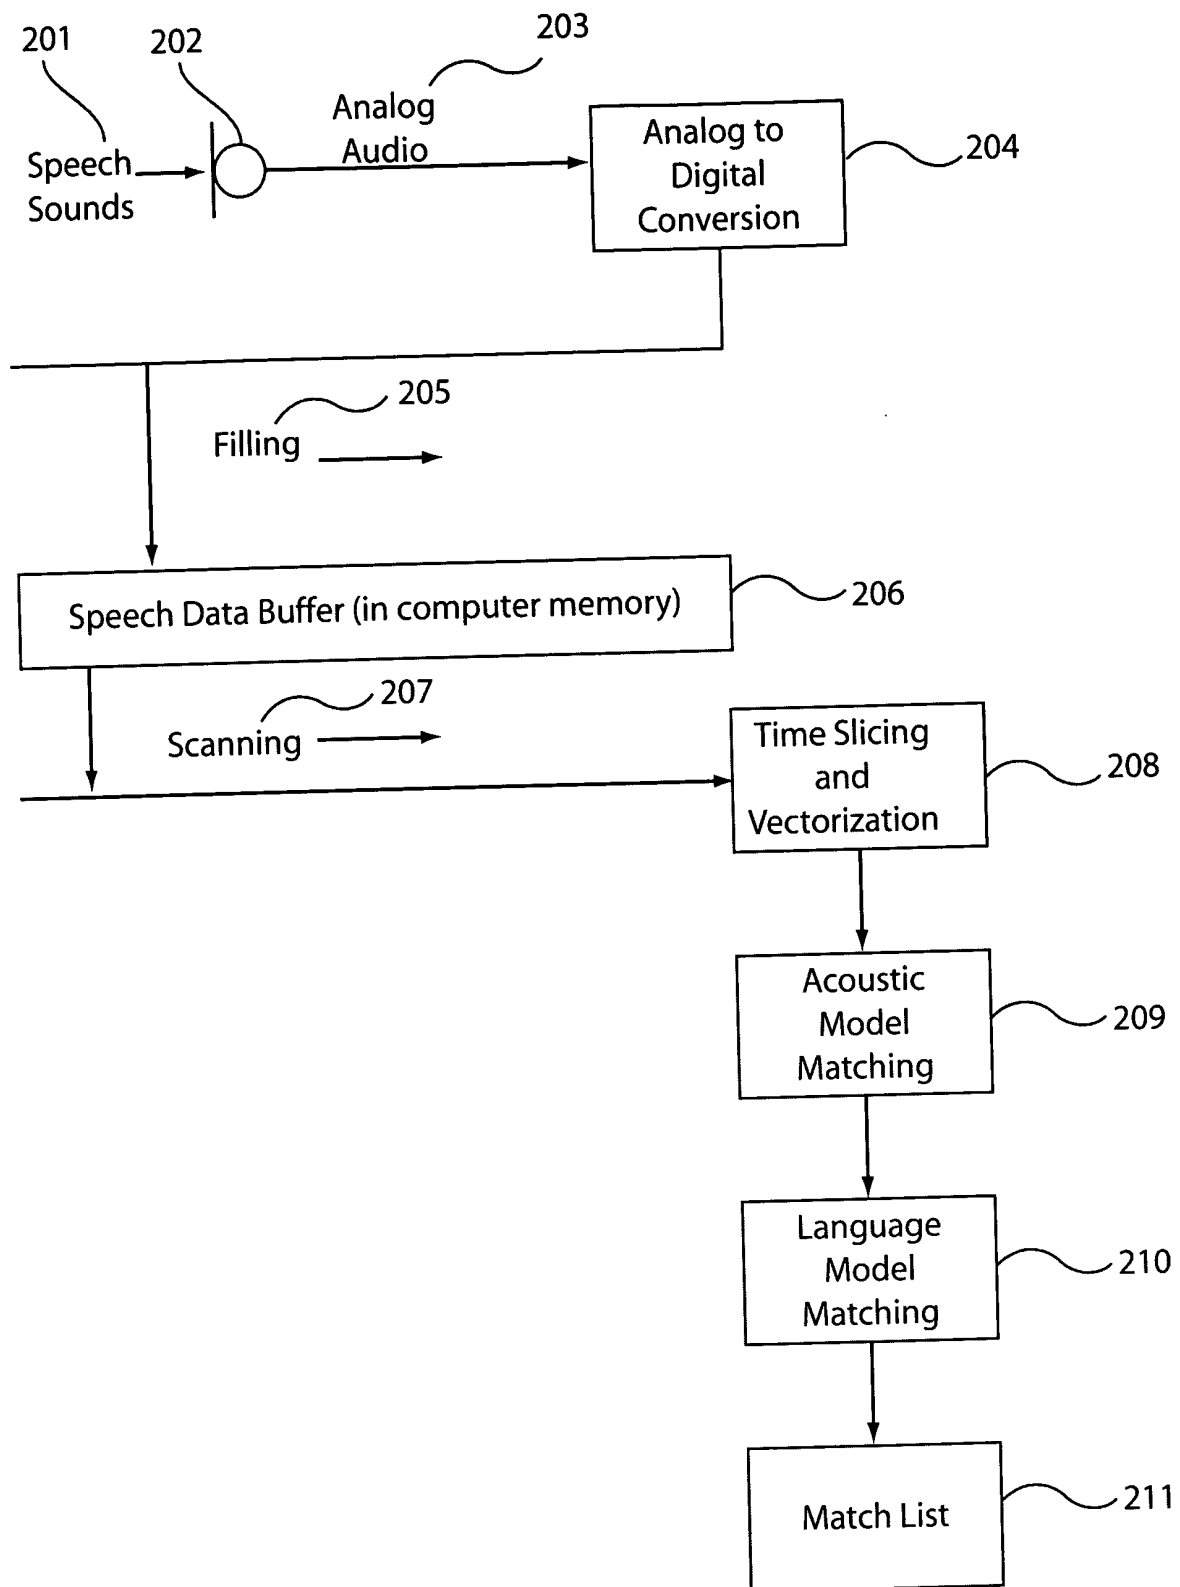 201
202
203
Speech
Sounds
Analog
Audio
Analog to
Digital
Conversion
204
Filling
205
Speech Data Buffer (in computer memory)
206
Scanning
207
Time Slicing
and
Vectorization
208
Acoustic
Model
Matching
209
Language
Model
Matching
210
Match List
211